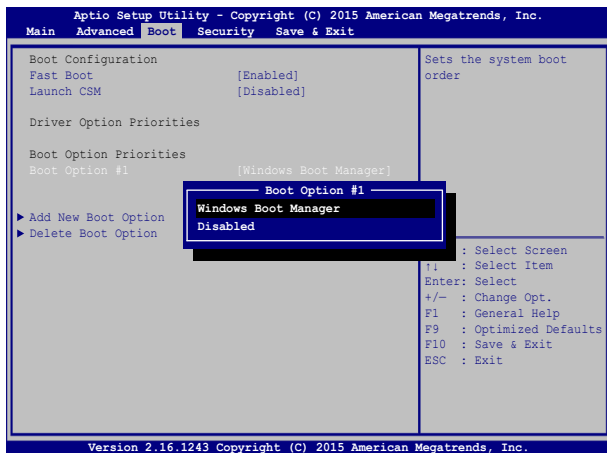 Aptio Setup Utility - Copyright (C) 2015 American Megatrends, Inc.
Main Advanced Boot Security Save & Exit
Boot Configuration
Fast Boot [Enabled]
Launch CSM [Disabled]
Driver Option Priorities
Boot Option Priorities
Boot Option #1 [Windows Boot Manager]
Add New Boot Option
Delete Boot Option
Boot Option #1
Windows Boot Manager
Disabled
Sets the system boot
order
: Select Screen
↑↓ : Select Item
Enter: Select
+/— : Change Opt.
F1 : General Help
F9 : Optimized Defaults
F10 : Save & Exit
ESC : Exit
Version 2.16.1243 Copyright (C) 2015 American Megatrends, Inc.